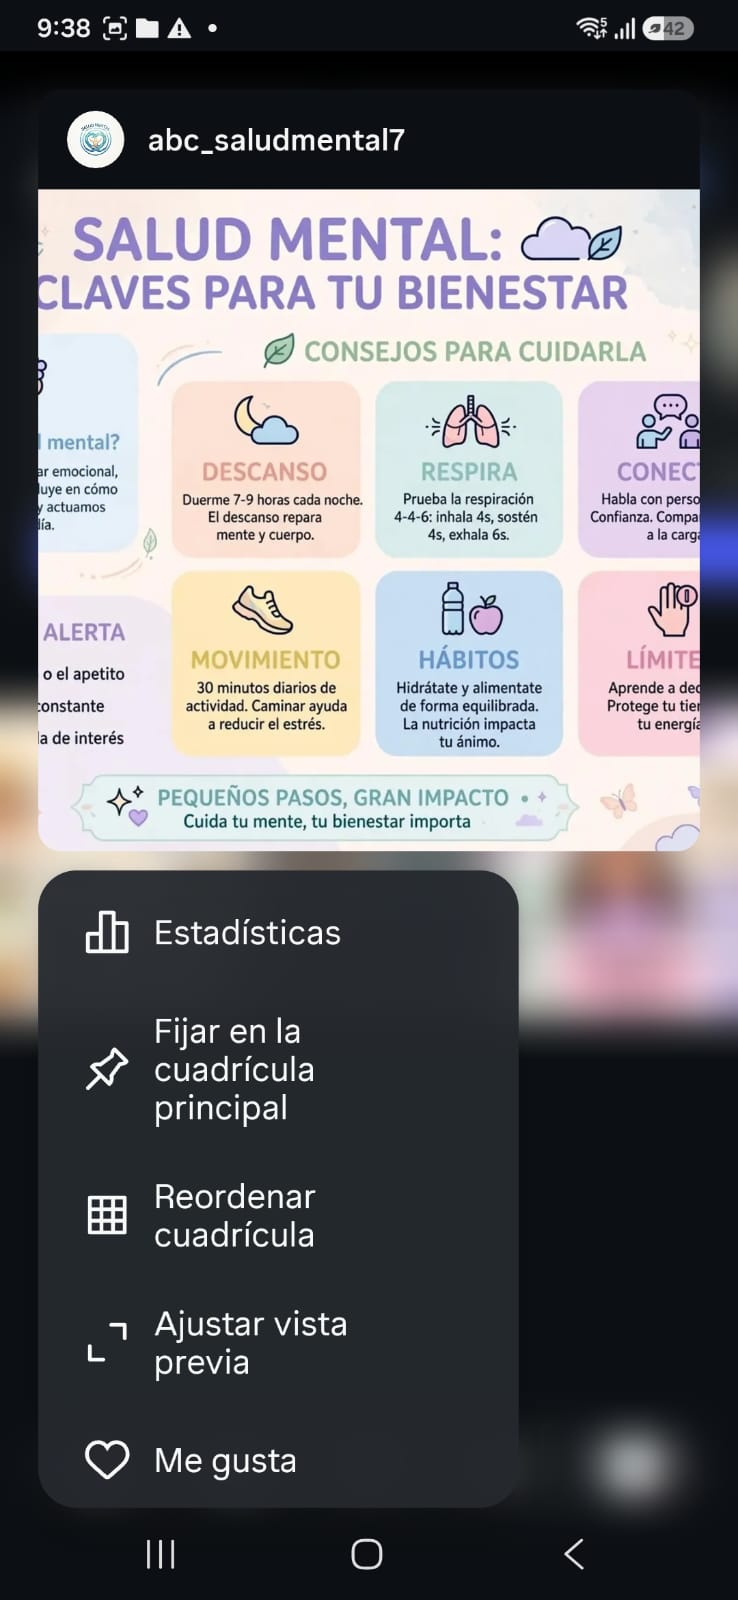 9:38
5
42
abc_saludmental7
SALUD MENTAL:
CLAVES PARA TU BIENESTAR
CONSEJOS PARA CUIDARLA
mental?
ar emocional,
luye en cómo
y actuamos
ía.
DESCANSO
Duerme 7-9 horas cada noche.
El descanso repara
mente y cuerpo.
RESPIRA
Prueba la respiración
4-4-6: inhala 4s, sostén
4s, exhala 6s.
CONEC
Habla con perso
Confianza. Compa
a la carga
ALERTA
o el apetito
constante
la de interés
MOVIMIENTO
30 minutos diarios de
actividad. Caminar ayuda
a reducir el estrés.
HÁBITOS
Hidrátate y alimentate
de forma equilibrada.
La nutrición impacta
tu ánimo.
LÍMITE
Aprende a dec
Protege tu tie
tu energía
PEQUEÑOS PASOS, GRAN IMPACTO
Cuida tu mente, tu bienestar importa
Estadísticas
Fijar en la
cuadrícula
principal
Reordenar
cuadrícula
Ajustar vista
previa
Me gusta